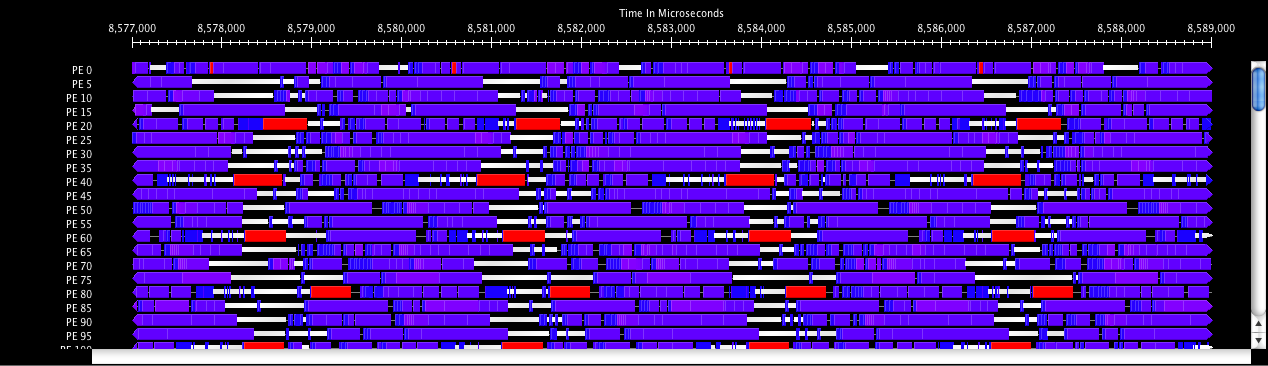 Time In Microseconds
8,577,000 8,578,000 8,579,000 8,580,000 8,581,000 8,582,000 8,583,000 8,584,000 8,585,000 8,586,000 8,587,000 8,588,000 8,589,000
PE 0
PE 5
PE 10
PE 15
PE 20
PE 25
PE 30
PE 35
PE 40
PE 45
PE 50
PE 55
PE 60
PE 65
PE 70
PE 75
PE 80
PE 85
PE 90
PE 95
PE 100